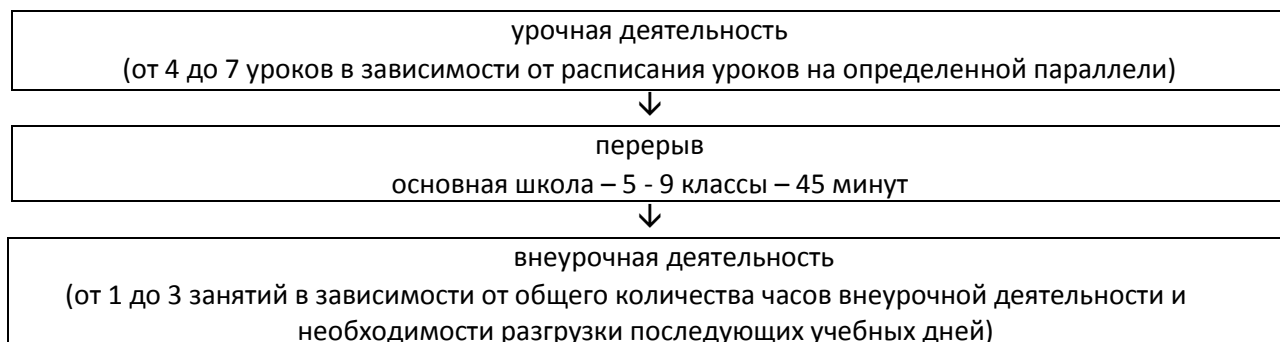 урочная деятельность
(от 4 до 7 уроков в зависимости от расписания уроков на определенной параллели)
↓
перерыв
основная школа – 5 - 9 классы – 45 минут
↓
внеурочная деятельность
(от 1 до 3 занятий в зависимости от общего количества часов внеурочной деятельности и
необходимости разгрузки последующих учебных дней)